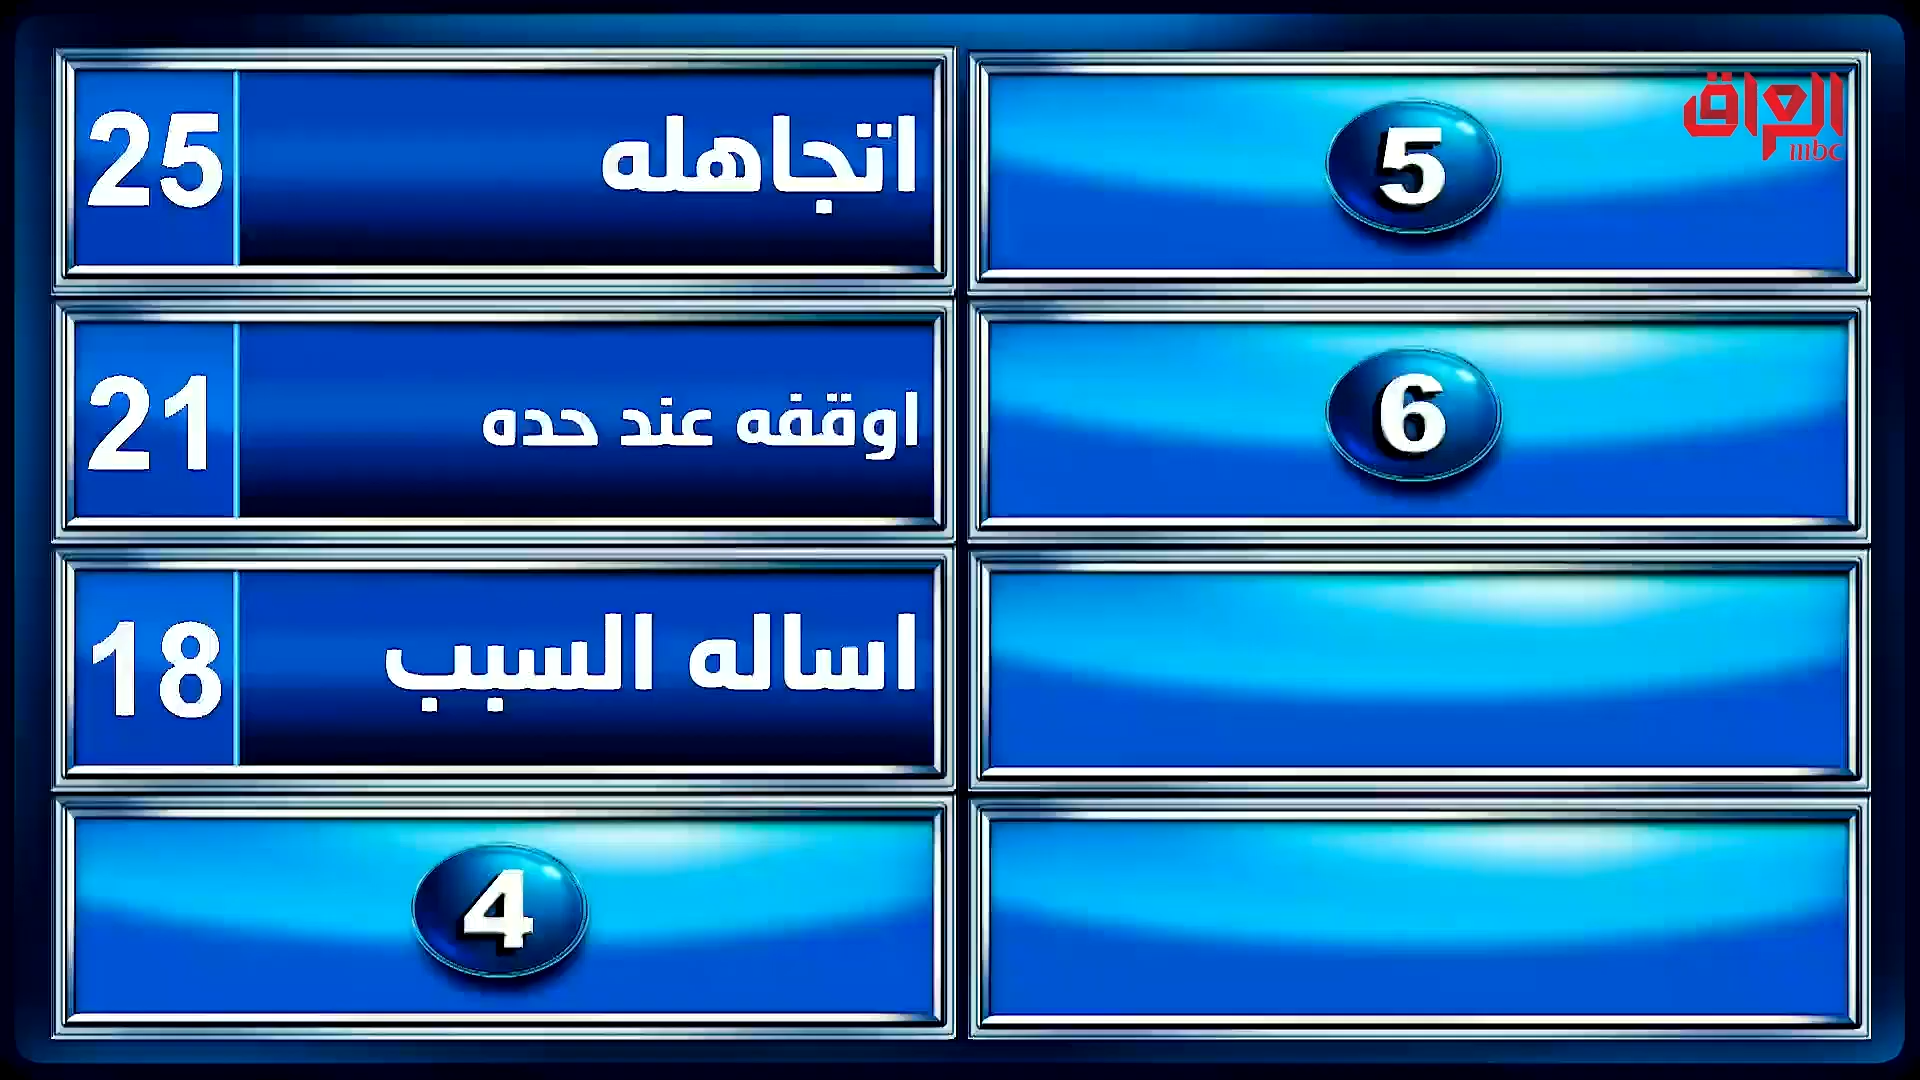 25 اتجاهله
21 اوقفه عند حده
18 اساله السبب
4
5
6
العراق
mbc